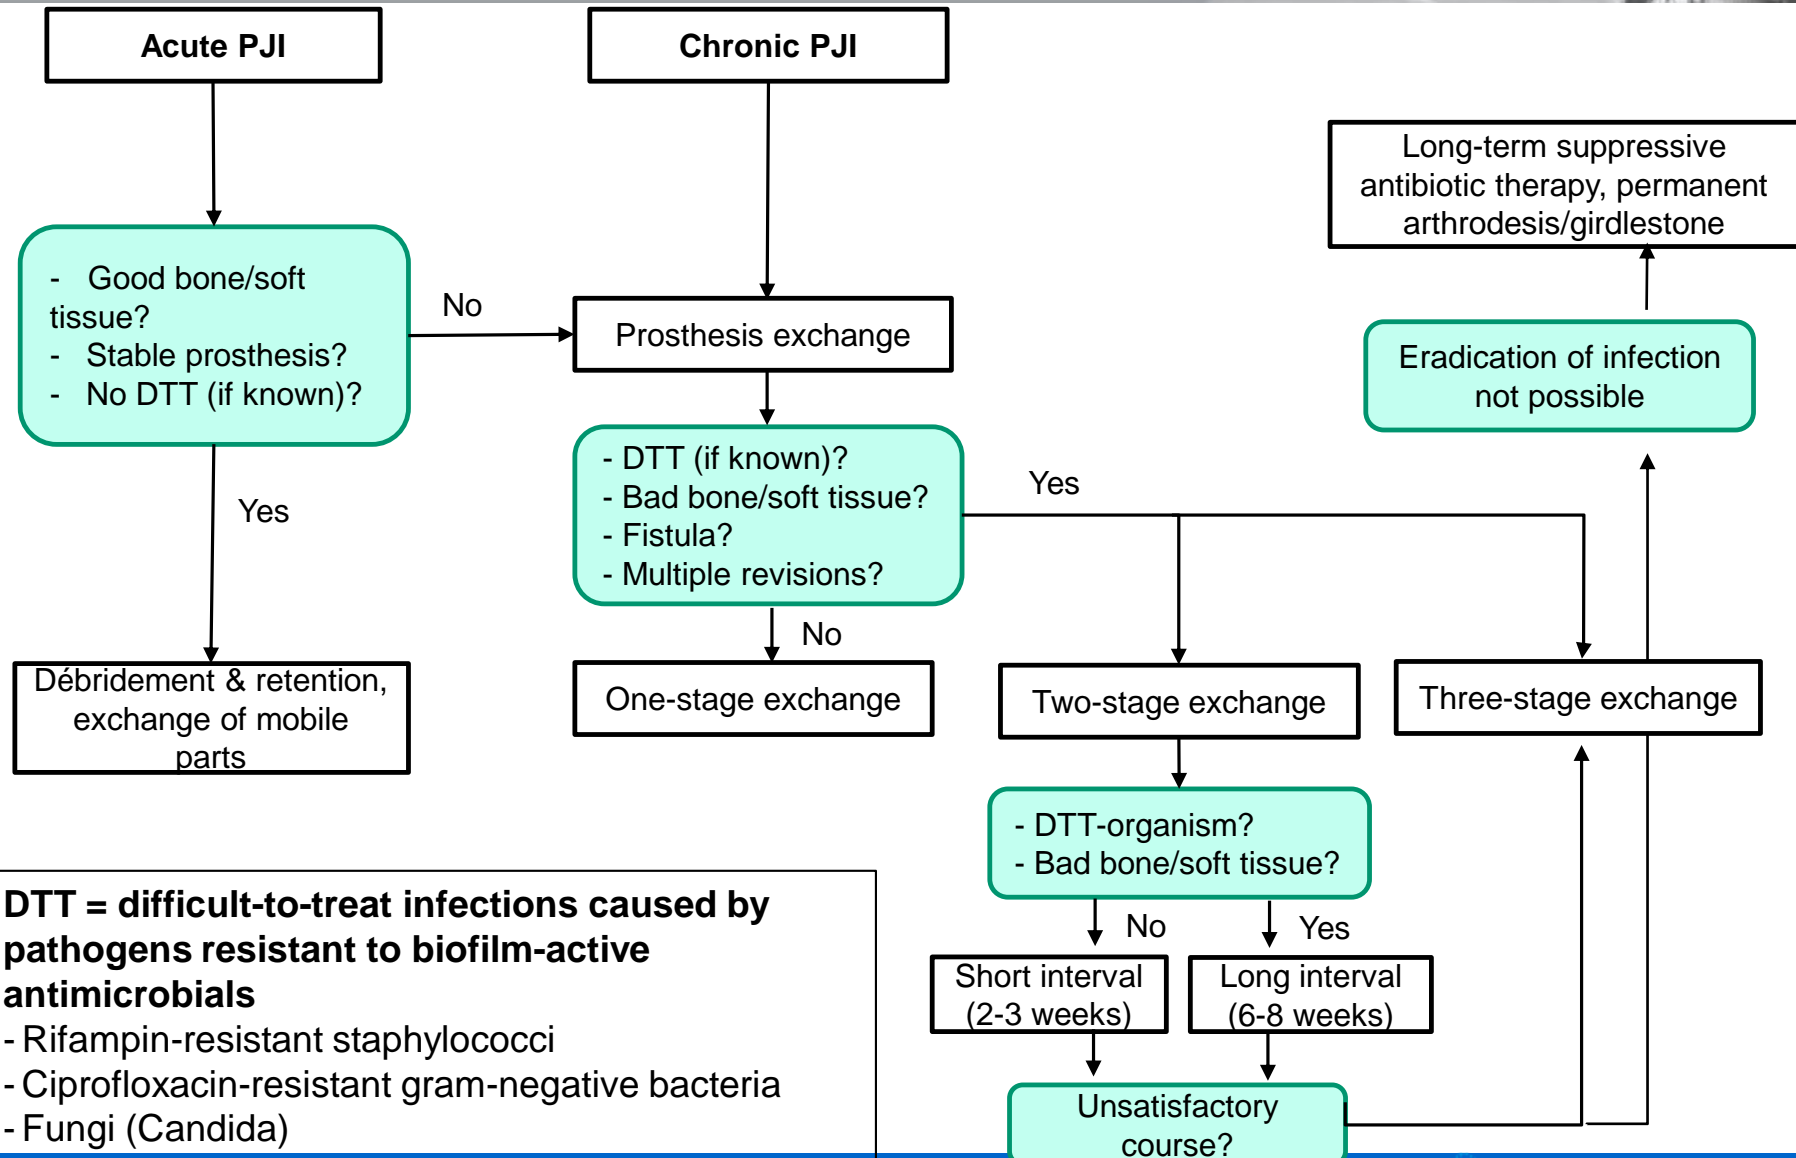 Acute PJI
Chronic PJI
Long-term suppressive
antibiotic therapy, permanent
arthrodesis/girdlestone
- Good bone/soft
tissue?
- Stable prosthesis?
- No DTT (if known)?
No
Prosthesis exchange
Eradication of infection
not possible
- DTT (if known)?
- Bad bone/soft tissue?
- Fistula?
- Multiple revisions?
Yes
Yes
No
Débridement & retention,
exchange of mobile
parts
One-stage exchange
Two-stage exchange
Three-stage exchange
- DTT-organism?
- Bad bone/soft tissue?
No
Yes
Short interval
(2-3 weeks)
Long interval
(6-8 weeks)
Unsatisfactory
course?
DTT = difficult-to-treat infections caused by
pathogens resistant to biofilm-active
antimicrobials
- Rifampin-resistant staphylococci
- Ciprofloxacin-resistant gram-negative bacteria
- Fungi (Candida)